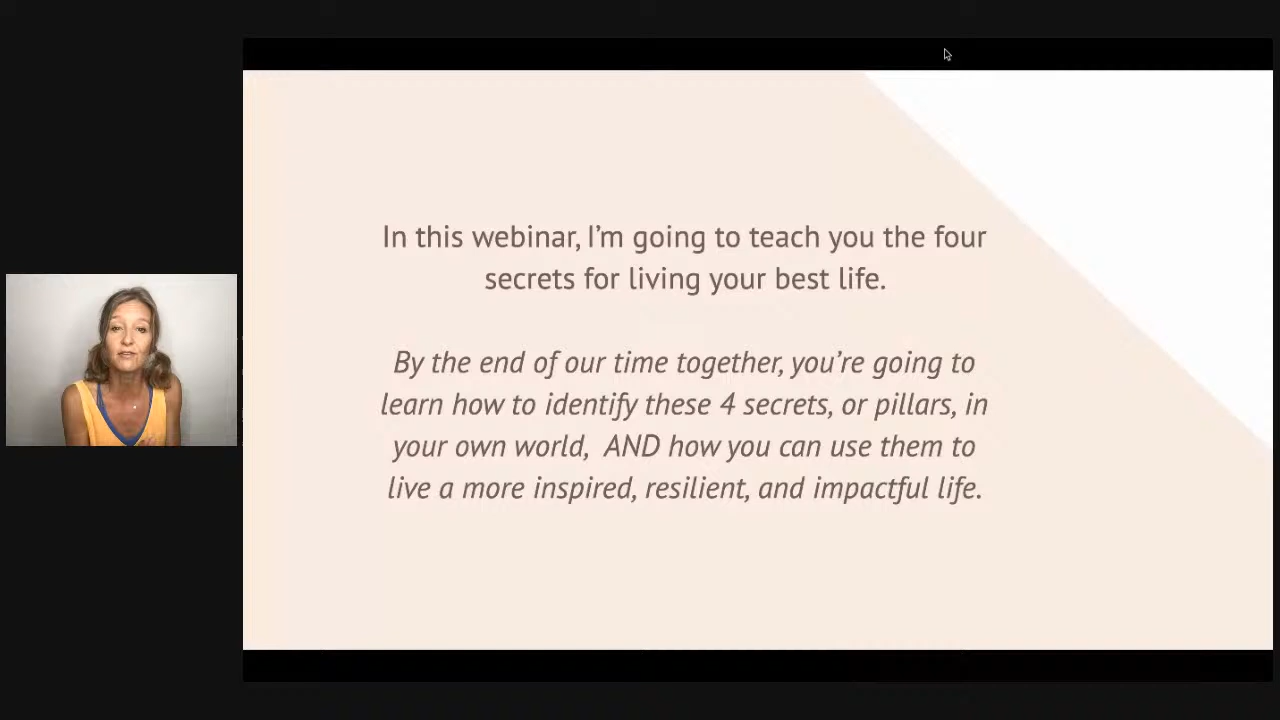 In this webinar, I’m going to teach you the four
secrets for living your best life.
By the end of our time together, you’re going to
learn how to identify these 4 secrets, or pillars, in
your own world,  AND how you can use them to
live a more inspired, resilient, and impactful life.